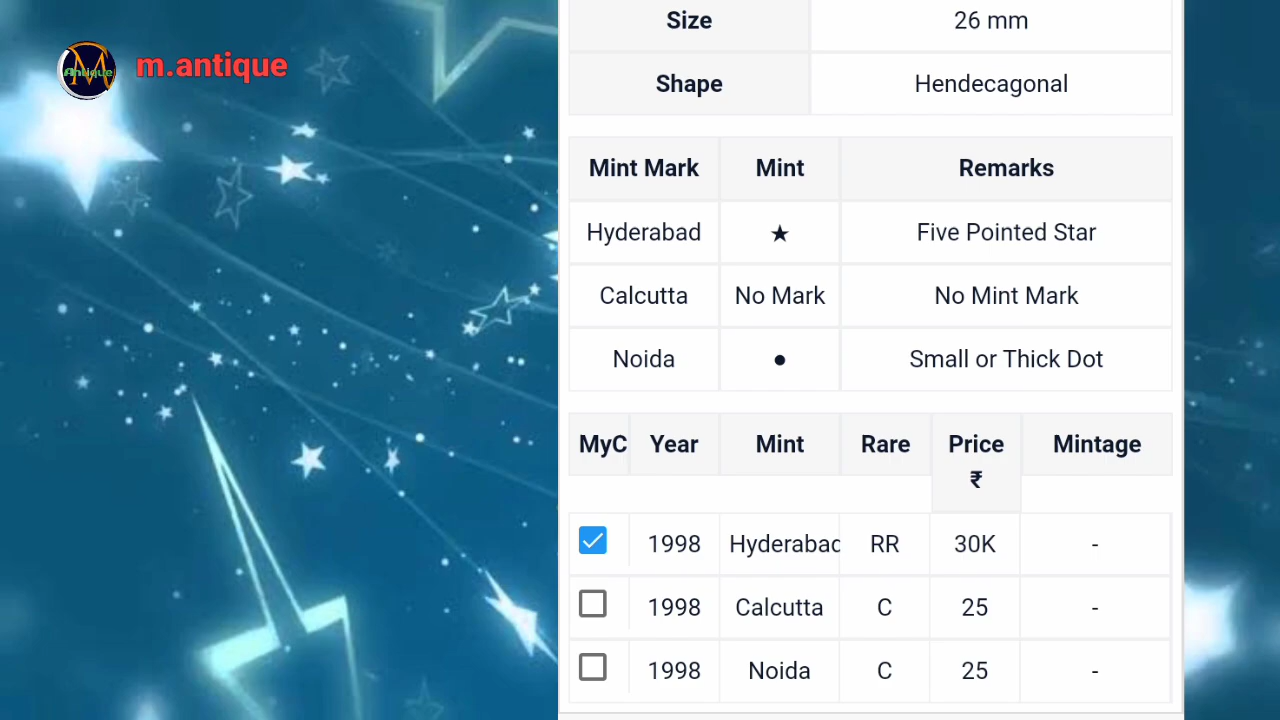 M
Antique
m.antique
Size 26 mm
Shape Hendecagonal
Mint Mark Mint Remarks
Hyderabad ★ Five Pointed Star
Calcutta No Mark No Mint Mark
Noida ● Small or Thick Dot
MyC Year Mint Rare Price ₹ Mintage
1998 Hyderabad RR 30K -
1998 Calcutta C 25 -
1998 Noida C 25 -